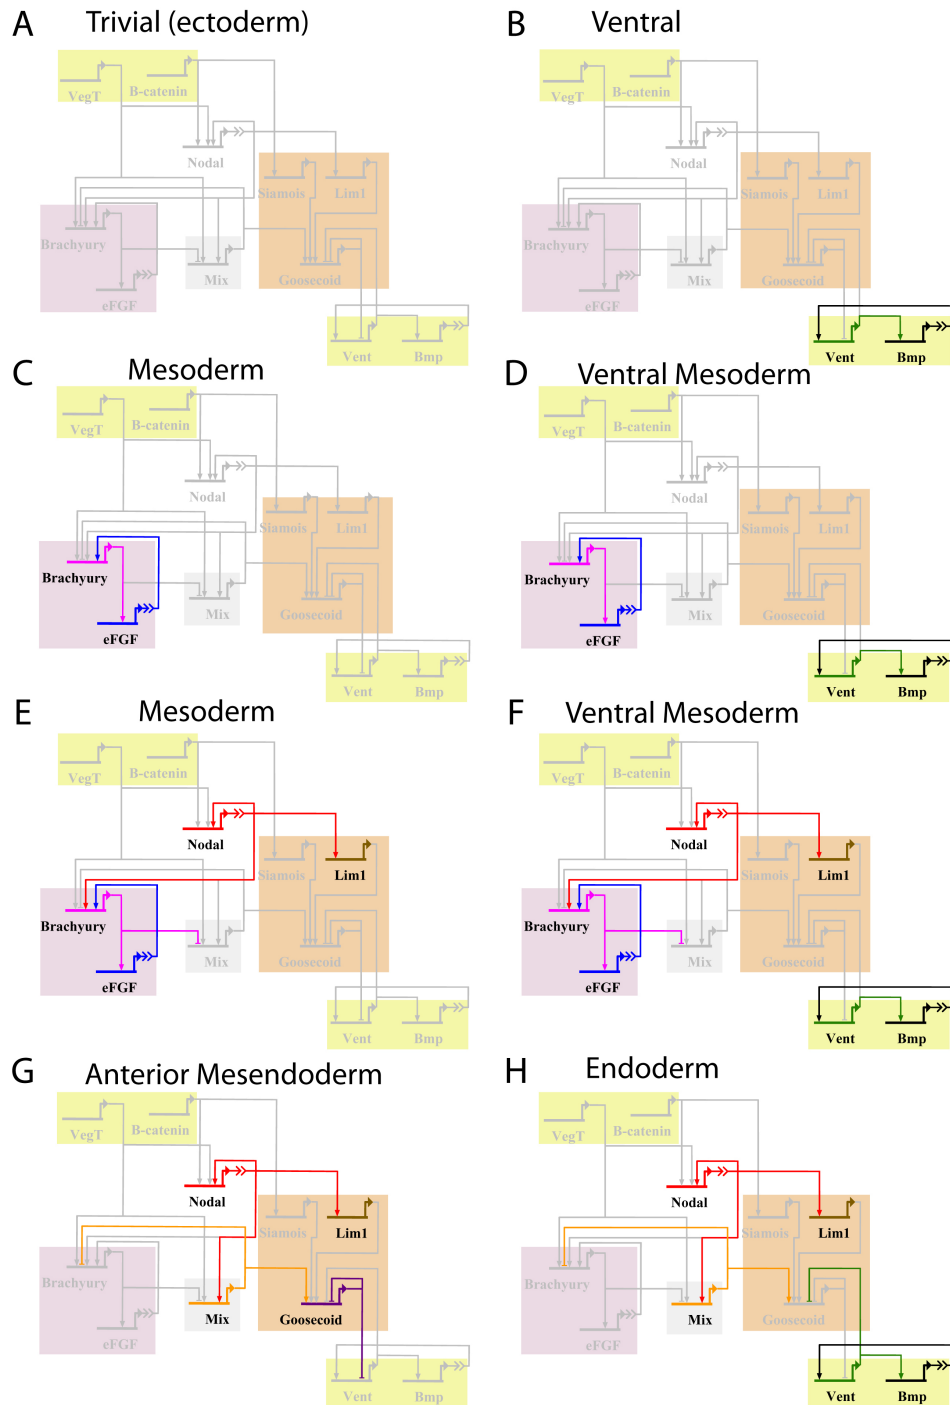 A Trivial (ectoderm)
VegT
B-catenin
Nodal
Siamois
Lim1
Brachyury
Mix
Goosecoid
eFGF
Vent
Bmp
B Ventral
VegT
B-catenin
Nodal
Siamois
Lim1
Brachyury
Mix
Goosecoid
eFGF
Vent
Bmp
C Mesoderm
VegT
B-catenin
Nodal
Siamois
Lim1
Brachyury
Mix
Goosecoid
eFGF
Vent
Bmp
D Ventral Mesoderm
VegT
B-catenin
Nodal
Siamois
Lim1
Brachyury
Mix
Goosecoid
eFGF
Vent
Bmp
E Mesoderm
VegT
B-catenin
Nodal
Siamois
Lim1
Brachyury
Mix
Goosecoid
eFGF
Vent
Bmp
F Ventral Mesoderm
VegT
B-catenin
Nodal
Siamois
Lim1
Brachyury
Mix
Goosecoid
eFGF
Vent
Bmp
G Anterior Mesendoderm
VegT
B-catenin
Nodal
Siamois
Lim1
Brachyury
Mix
Goosecoid
eFGF
Vent
Bmp
H Endoderm
VegT
B-catenin
Nodal
Siamois
Lim1
Brachyury
Mix
Goosecoid
eFGF
Vent
Bmp